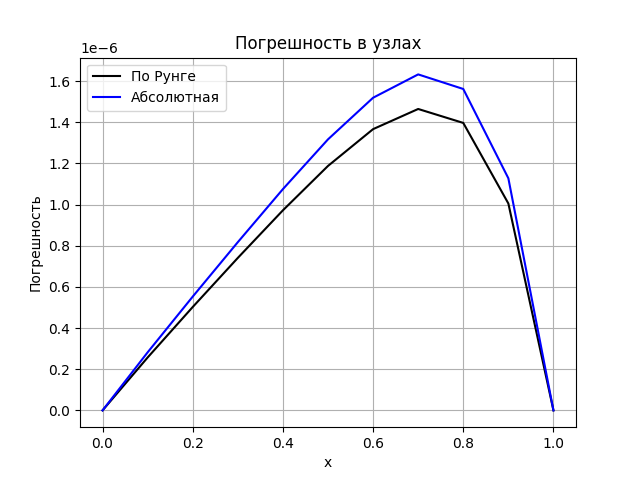 Погрешность в узлах
1e−6
По Рунге
Абсолютная
1.6
1.4
1.2
1.0
0.8
0.6
0.4
0.2
0.0
Погрешность
0.0 0.2 0.4 0.6 0.8 1.0
x